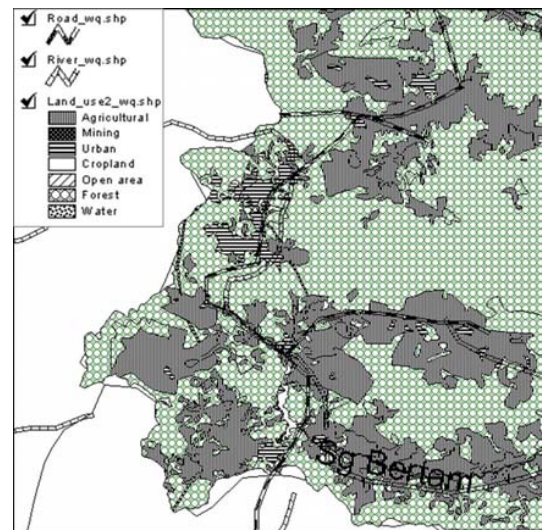 Road_wq.shp
River_wq.shp
Land_use2_wq.shp
Agricultural
Mining
Urban
Cropland
Open area
Forest
Water
Sg Bertam